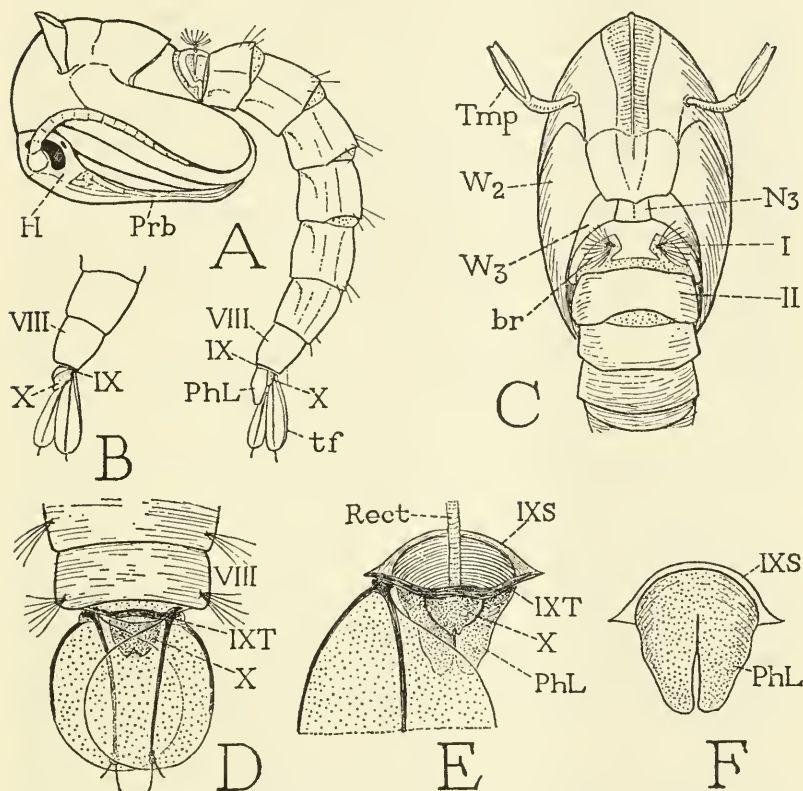 H
Prb
A
VIII
X
IX
B
VIII
IX
PhL
X
tf
Tmp
W2
W3
br
N3
I
II
C
VIII
IXT
X
D
Rect
IXS
IXT
X
PhL
E
IXS
PhL
F